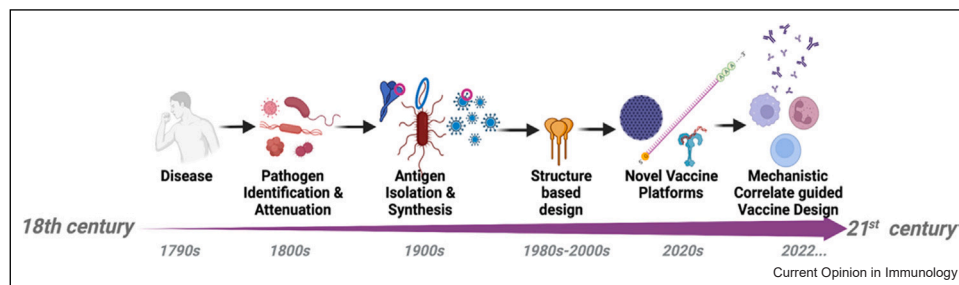 Disease
Pathogen
Identification &
Attenuation
Antigen
Isolation &
Synthesis
Structure
based
design
Novel Vaccine
Platforms
Mechanistic
Correlate guided
Vaccine Design
18th century
21st century
1790s
1800s
1900s
1980s-2000s
2020s
2022...
Current Opinion in Immunology